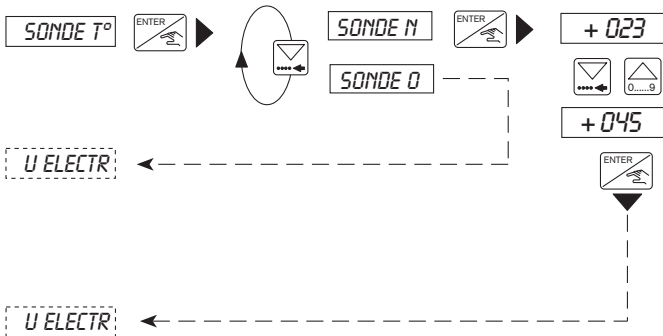 SONDE T° ENTER SONDE N ENTER + 023
SONDE O 0......9
+ 045
U ELECTR ENTER
U ELECTR